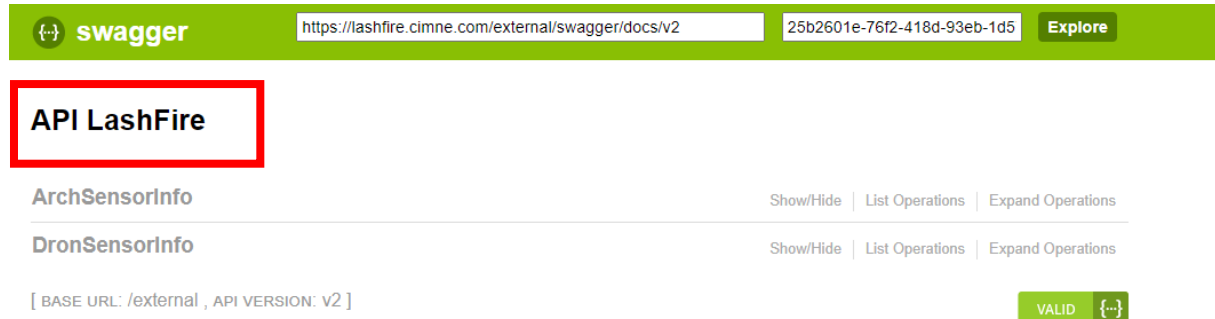 {···} swagger https://lashfire.cimne.com/external/swagger/docs/v2 25b2601e-76f2-418d-93eb-1d5 Explore
API LashFire
ArchSensorInfo Show/Hide List Operations Expand Operations
DronSensorInfo Show/Hide List Operations Expand Operations
[ BASE URL: /external , API VERSION: v2 ] VALID {···}